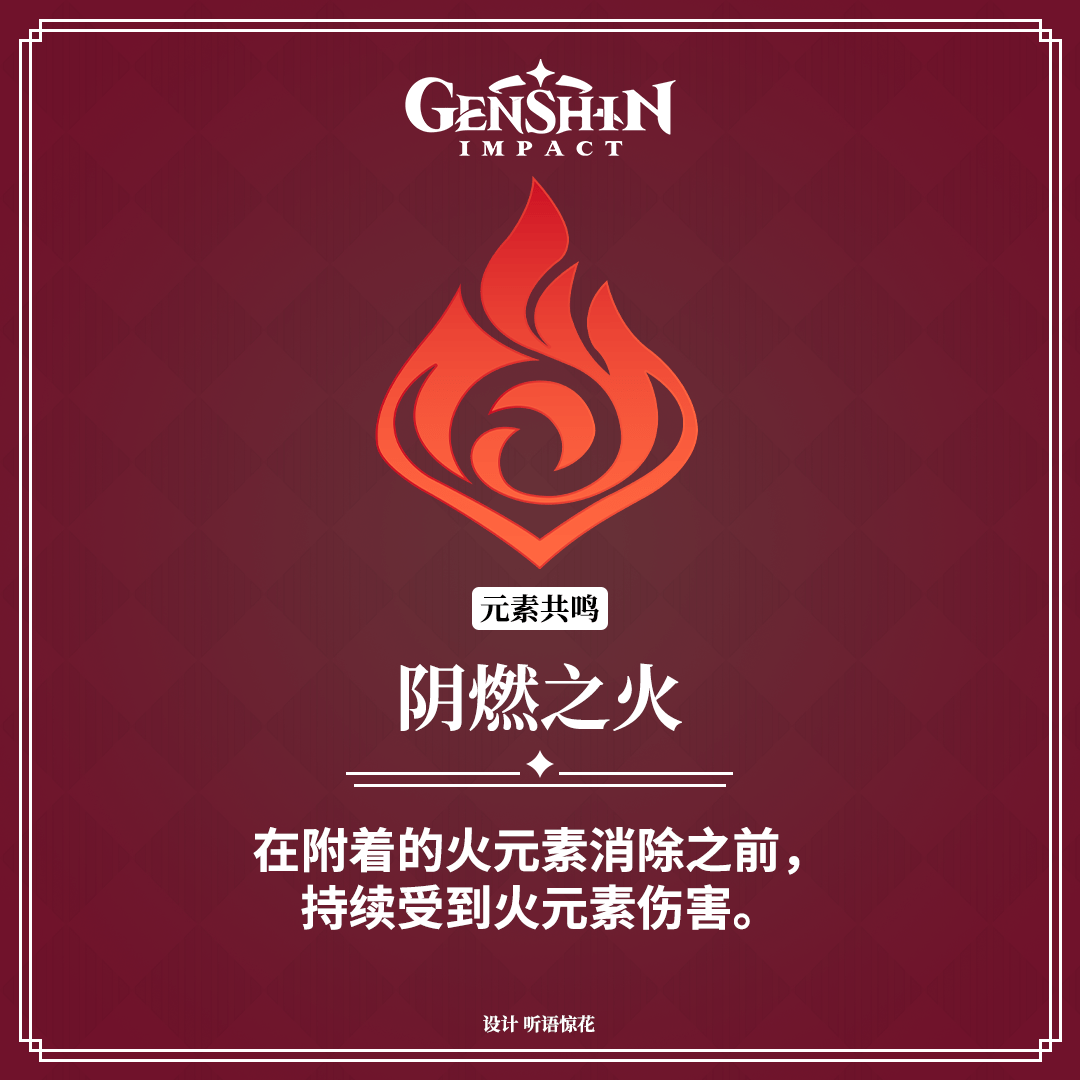 GENSHIN
IMPACT
元素共鸣
阴燃之火
在附着的火元素消除之前，
持续受到火元素伤害。
设计 听语惊花